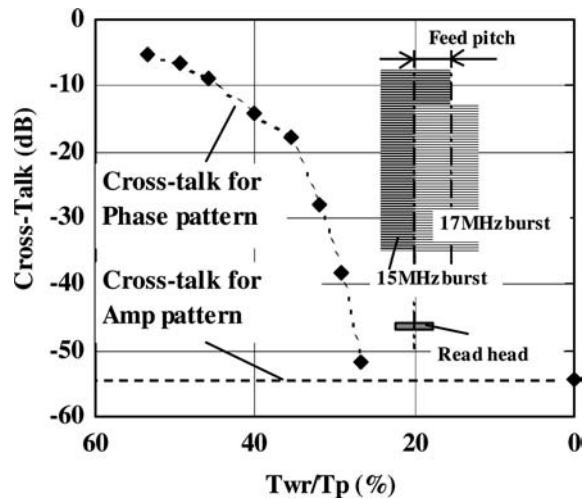 0
-10
-20
-30
-40
-50
-60
Cross-Talk (dB)
Feed pitch
Cross-talk for
Phase pattern
17MHz burst
15MHz burst
Cross-talk for
Amp pattern
Read head
60
40
20
0
Twr/Tp (%)